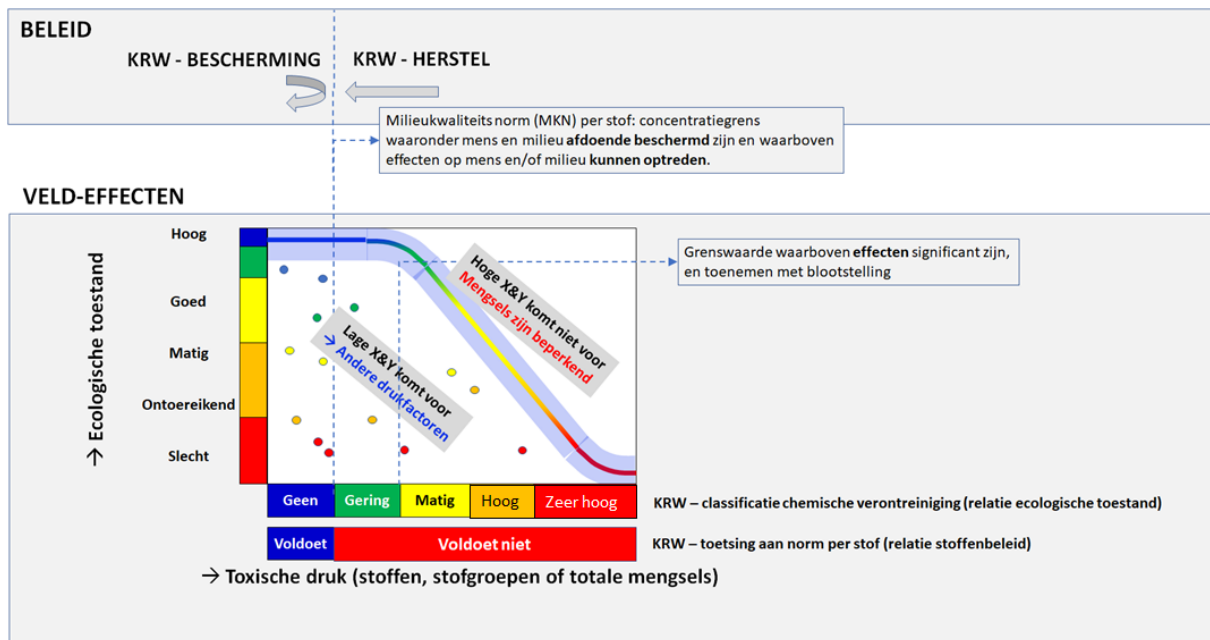 BELEID
KRW - BESCHERMING
KRW - HERSTEL
Milieukwaliteits norm (MKN) per stof: concentratiegrens
waaronder mens en milieu afdoende beschermd zijn en waarboven
effecten op mens en/of milieu kunnen optreden.
VELD-EFFECTEN
→ Ecologische toestand
Hoog
Goed
Matig
Ontoereikend
Slecht
Hoge X&Y komt niet voor
Mengsels zijn beperkend
Lage X&Y komt voor
→ Andere drukfactoren
Grenswaarde waarboven effecten significant zijn,
en toenemen met blootstelling
Geen Gering Matig Hoog Zeer hoog
KRW – classificatie chemische verontreiniging (relatie ecologische toestand)
Voldoet Voldoet niet
KRW – toetsing aan norm per stof (relatie stoffenbeleid)
→ Toxische druk (stoffen, stofgroepen of totale mengsels)